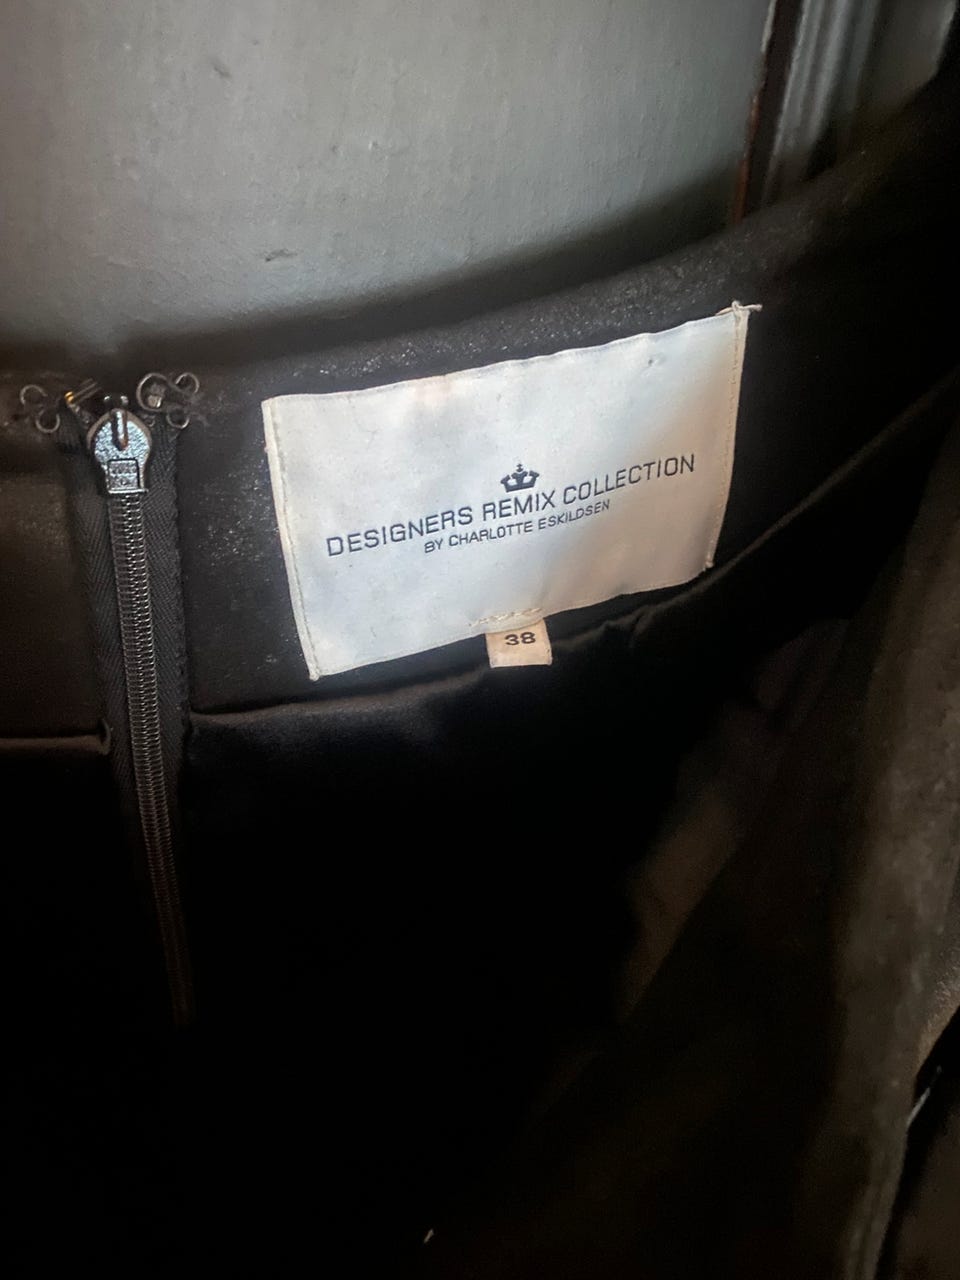 DESIGNERS REMIX COLLECTION
BY CHARLOTTE ESKILDSEN
38